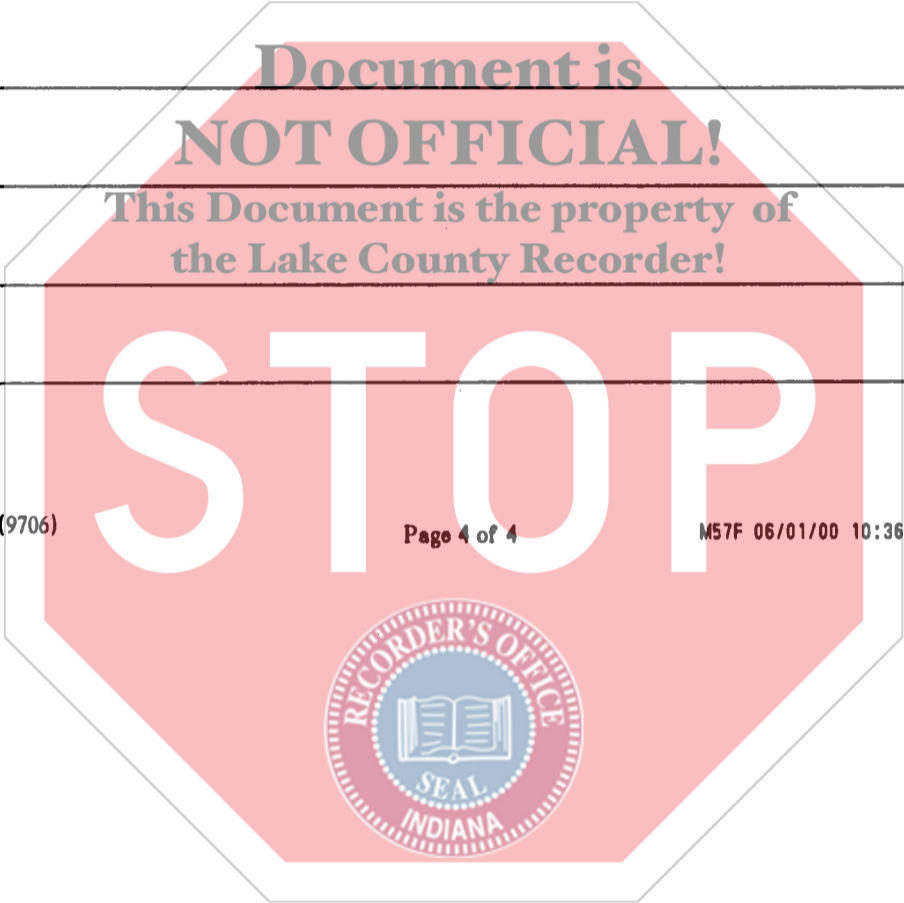 Document is
NOT OFFICIAL!
This Document is the property of
the Lake County Recorder!
STOP
(9706)
Page 4 of 4
M57F 06/01/00 10:36
RECORDER'S OFFICE
SEAL
INDIANA